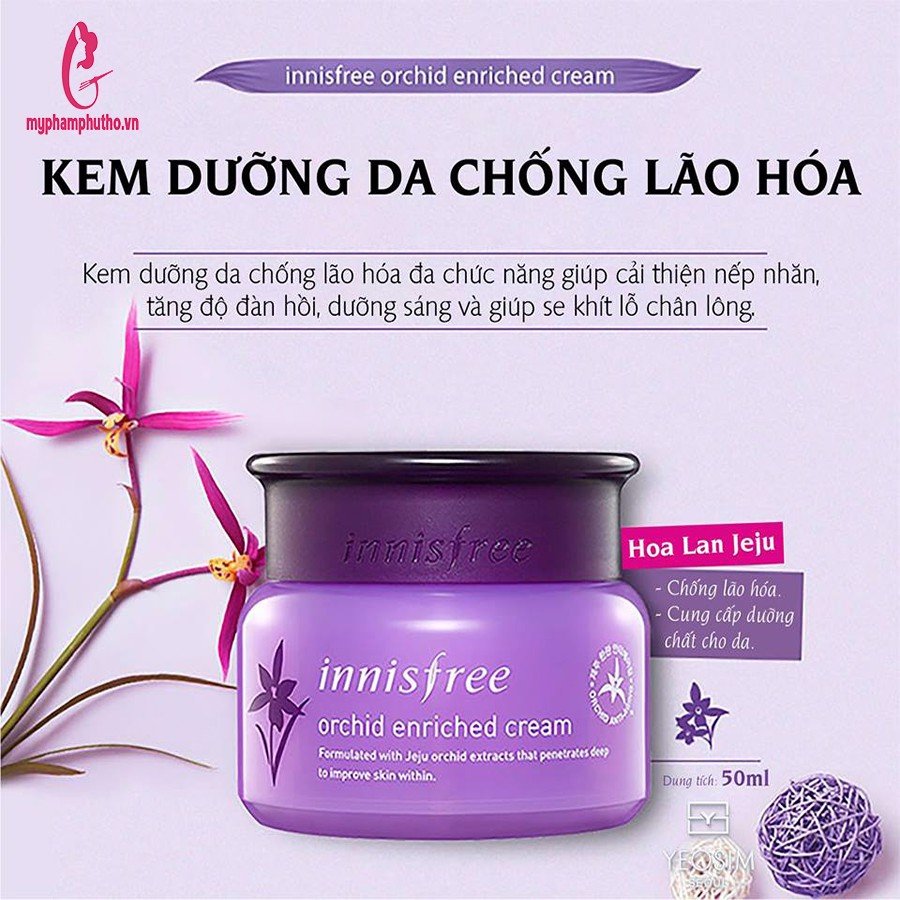 myphamphutho.vn
innisfree orchid enriched cream
KEM DƯỠNG DA CHỐNG LÃO HÓA
Kem dưỡng da chống lão hóa đa chức năng giúp cải thiện nếp nhăn,
tăng độ đàn hồi, dưỡng sáng và giúp se khít lỗ chân lông.
innisfree
Hoa Lan Jeju
- Chống lão hóa.
- Cung cấp dưỡng
chất cho da.
innisfree
orchid enriched cream
Formulated with Jeju orchid extracts that penetrates deep
to improve skin within.
Dung tích: 50ml
YEOSIM
SEOUL